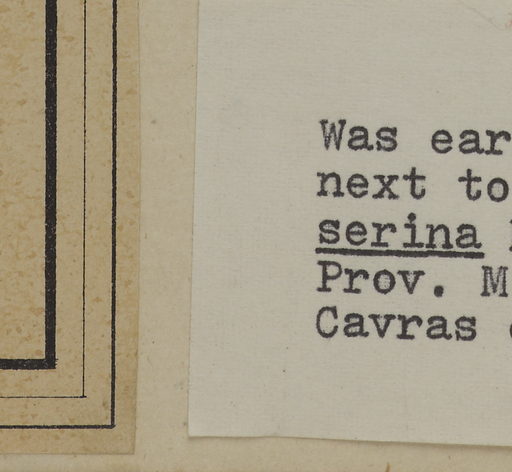 Was ear
next to
serina
Prov. M
Cavras